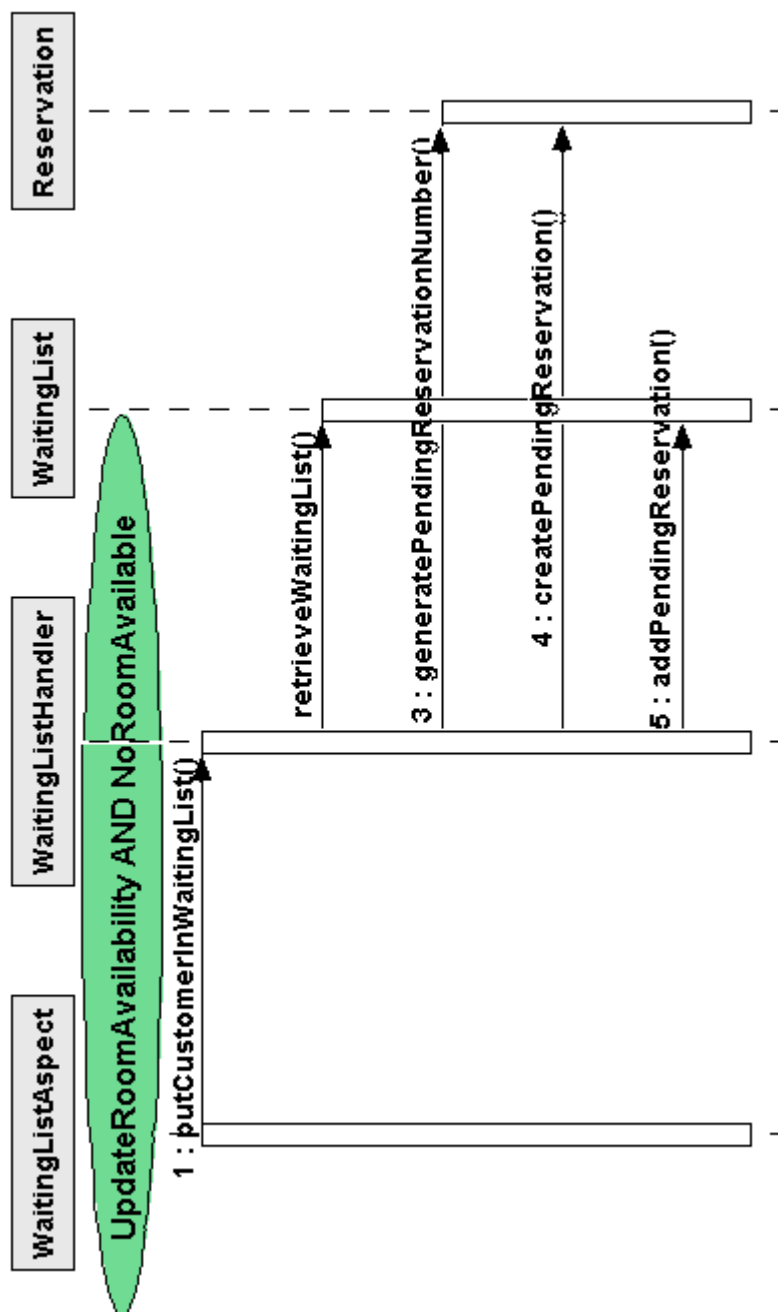 WaitingListAspect
WaitingListHandler
WaitingList
Reservation
UpdateRoomAvailability AND NoRoomAvailable
1 : putCustomerInWaitingList()
retrieveWaitingList()
3 : generatePendingReservationNumber()
4 : createPendingReservation()
5 : addPendingReservation()